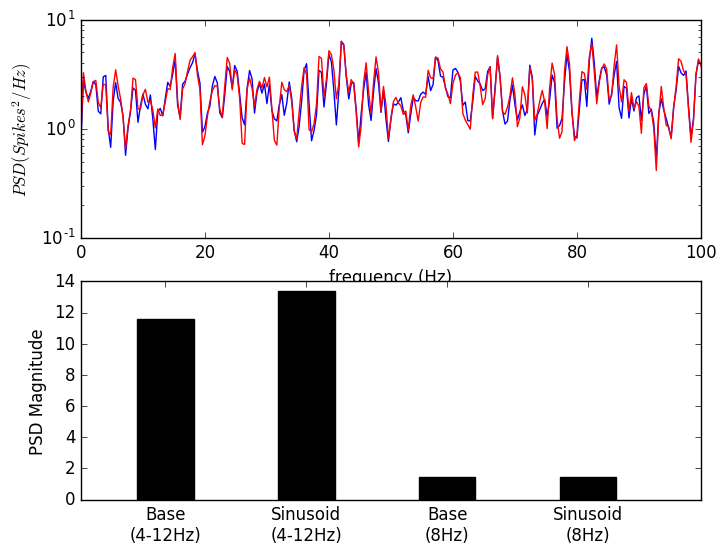 10^1
10^0
10^-1
PSD(Spikes^2/Hz)
0 20 40 60 80 100
frequency (Hz)
14
12
10
8
6
4
2
0
PSD Magnitude
Base Sinusoid Base Sinusoid
(4-12Hz) (4-12Hz) (8Hz) (8Hz)